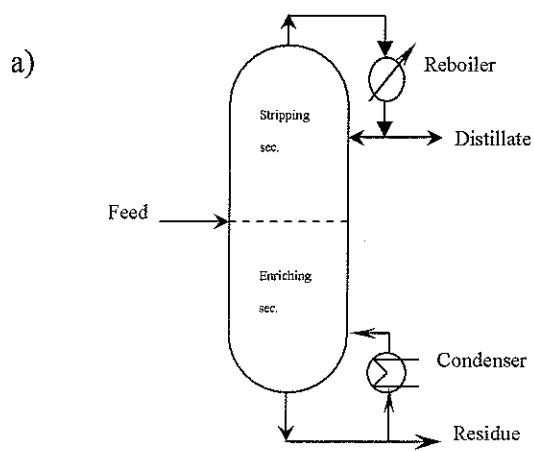 a)
Reboiler
Stripping
sec.
Distillate
Feed
Enriching
sec.
Condenser
Residue